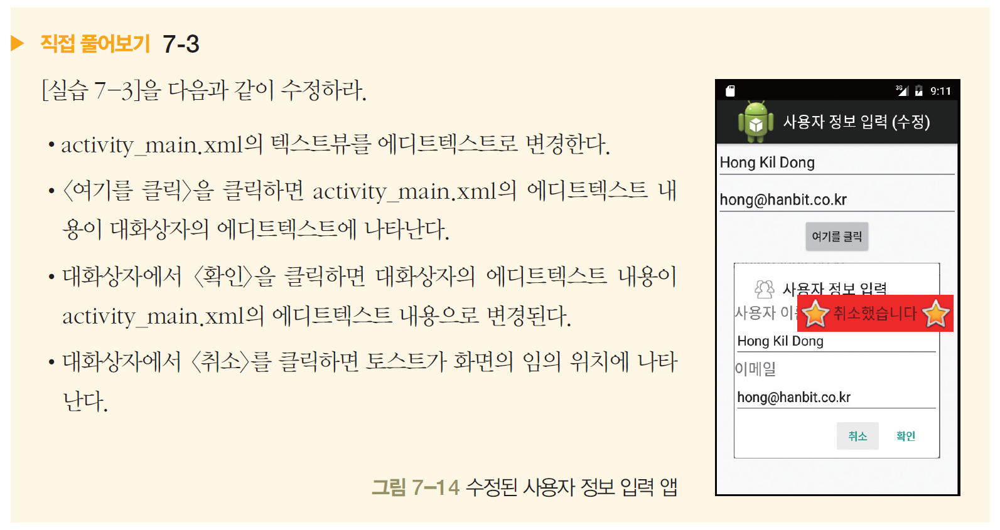 직접 풀어보기 7-3
[실습 7-3]을 다음과 같이 수정하라.
• activity_main.xml의 텍스트뷰를 에디트텍스트로 변경한다.
• 〈여기를 클릭〉을 클릭하면 activity_main.xml의 에디트텍스트 내
용이 대화상자의 에디트텍스트에 나타난다.
• 대화상자에서 〈확인〉을 클릭하면 대화상자의 에디트텍스트 내용이
activity_main.xml의 에디트텍스트 내용으로 변경된다.
• 대화상자에서 〈취소〉를 클릭하면 토스트가 화면의 임의 위치에 나타
난다.
그림 7-14 수정된 사용자 정보 입력 앱
3G 9:11
사용자 정보 입력 (수정)
Hong Kil Dong
hong@hanbit.co.kr
여기를 클릭
사용자 정보 입력
사용자 이
취소했습니다
Hong Kil Dong
이메일
hong@hanbit.co.kr
취소 확인